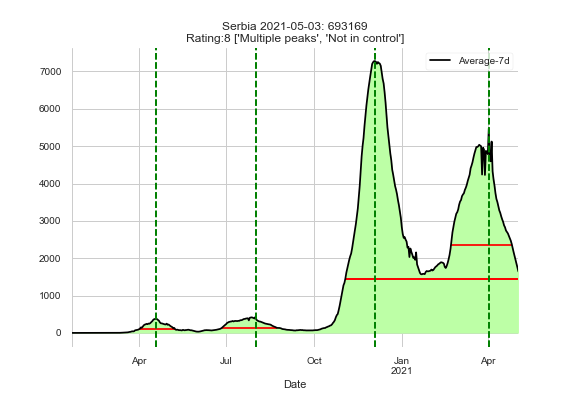 Serbia 2021-05-03: 693169
Rating:8 ['Multiple peaks', 'Not in control']
Average-7d
7000
6000
5000
4000
3000
2000
1000
0
Apr Jul Oct Jan Apr
2021
Date